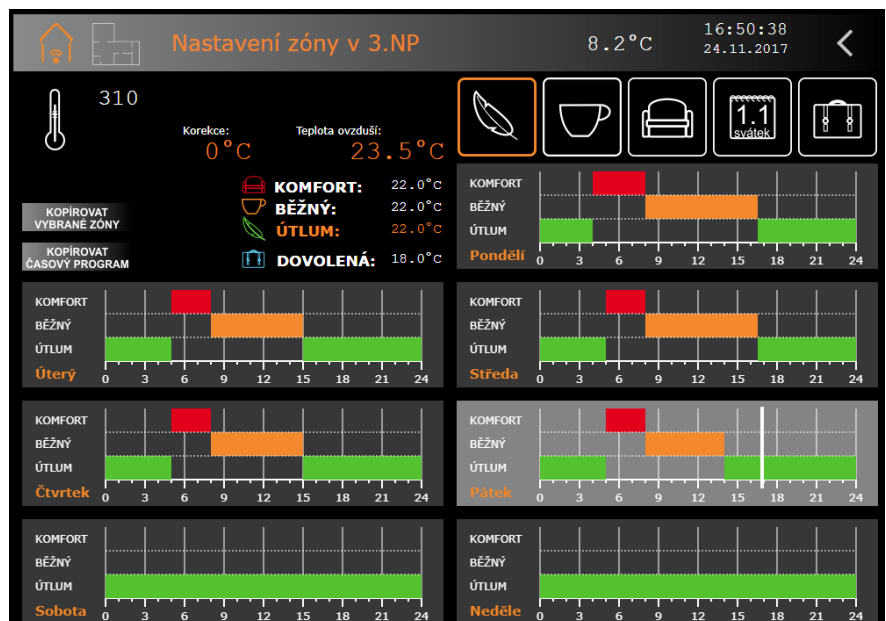 Nastavení zóny v 3.NP
8.2°C
16:50:38
24.11.2017
310
Korekce:
0°C
Teplota ovzduší:
23.5°C
1.1
svátek
KOPÍROVAT
VYBRANÉ ZÓNY
KOPÍROVAT
ČASOVÝ PROGRAM
KOMFORT: 22.0°C
BĚŽNÝ: 22.0°C
ÚTLUM: 22.0°C
DOVOLENÁ: 18.0°C
KOMFORT
BĚŽNÝ
ÚTLUM
Pondělí
0 3 6 9 12 15 18 21 24
KOMFORT
BĚŽNÝ
ÚTLUM
Úterý
0 3 6 9 12 15 18 21 24
KOMFORT
BĚŽNÝ
ÚTLUM
Středa
0 3 6 9 12 15 18 21 24
KOMFORT
BĚŽNÝ
ÚTLUM
Čtvrtek
0 3 6 9 12 15 18 21 24
KOMFORT
BĚŽNÝ
ÚTLUM
Pátek
0 3 6 9 12 15 18 21 24
KOMFORT
BĚŽNÝ
ÚTLUM
Sobota
0 3 6 9 12 15 18 21 24
KOMFORT
BĚŽNÝ
ÚTLUM
Neděle
0 3 6 9 12 15 18 21 24